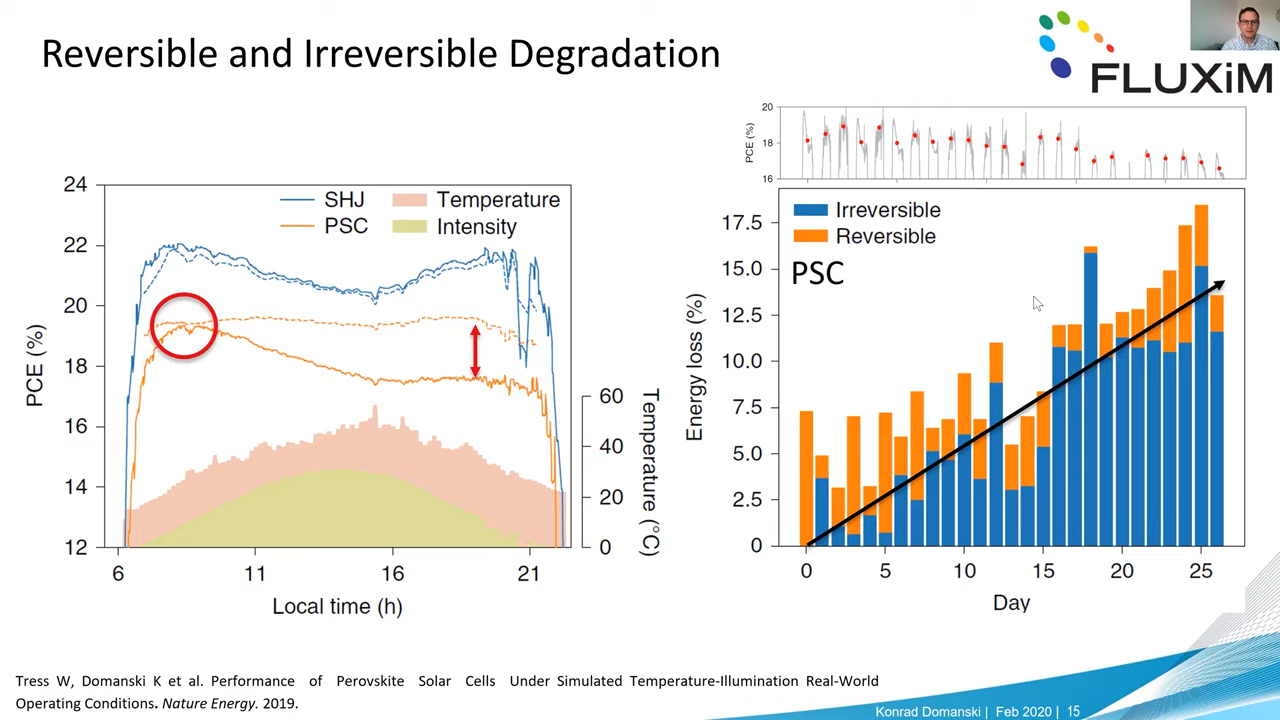 Reversible and Irreversible Degradation
FLUXiM
24
22
20
18
16
14
12
PCE (%)
SHJ
PSC
Temperature
Intensity
60
40
20
0
Temperature (°C)
6
11
16
21
Local time (h)
20
18
16
PCE (%)
17.5
15.0
12.5
10.0
7.5
5.0
2.5
0
Energy loss (%)
Irreversible
Reversible
PSC
0
5
10
15
20
25
Day
Tress W, Domanski K et al. Performance of Perovskite Solar Cells Under Simulated Temperature-Illumination Real-World
Operating Conditions. Nature Energy. 2019.
Konrad Domanski | Feb 2020 | 15